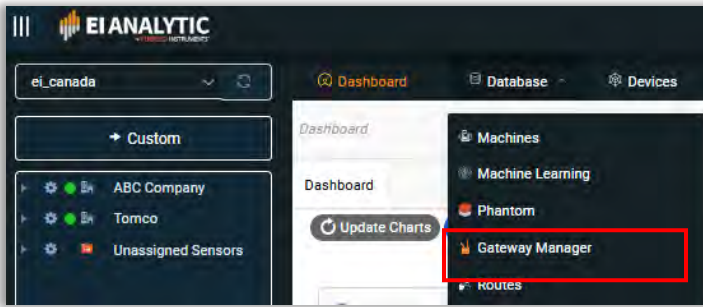 EI ANALYTIC
INSTRUMENTS
ei_canada
Dashboard
Database
Devices
Custom
Dashboard
Machines
Machine Learning
ABC Company
Dashboard
Phantom
Tomco
Update Charts
Gateway Manager
Unassigned Sensors
Routes